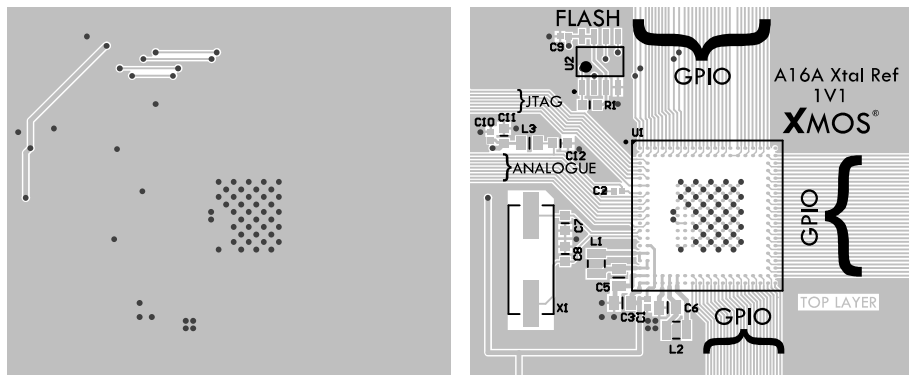 FLASH
C9
U2
GPIO
A16A Xtal Ref
1V1
XMOS®
JTAG
R1
C10
C11
L3
U1
C12
ANALOGUE
C2
GPIO
C7
C8
L1
C5
X1
C3
C1
C6
L2
TOP LAYER
GPIO